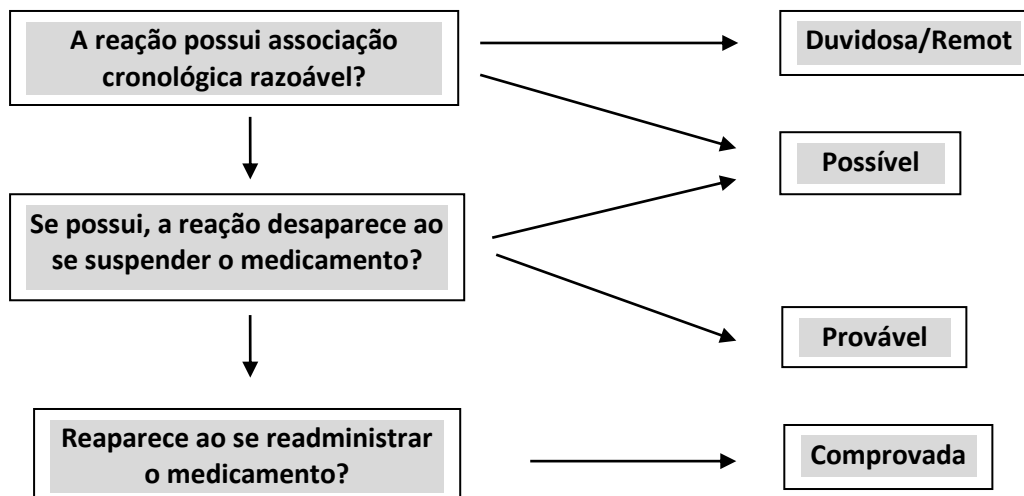 A reação possui associação
cronológica razoável?
Duvidosa/Remot
Possível
Se possui, a reação desaparece ao
se suspender o medicamento?
Provável
Reaparece ao se readministrar
o medicamento?
Comprovada